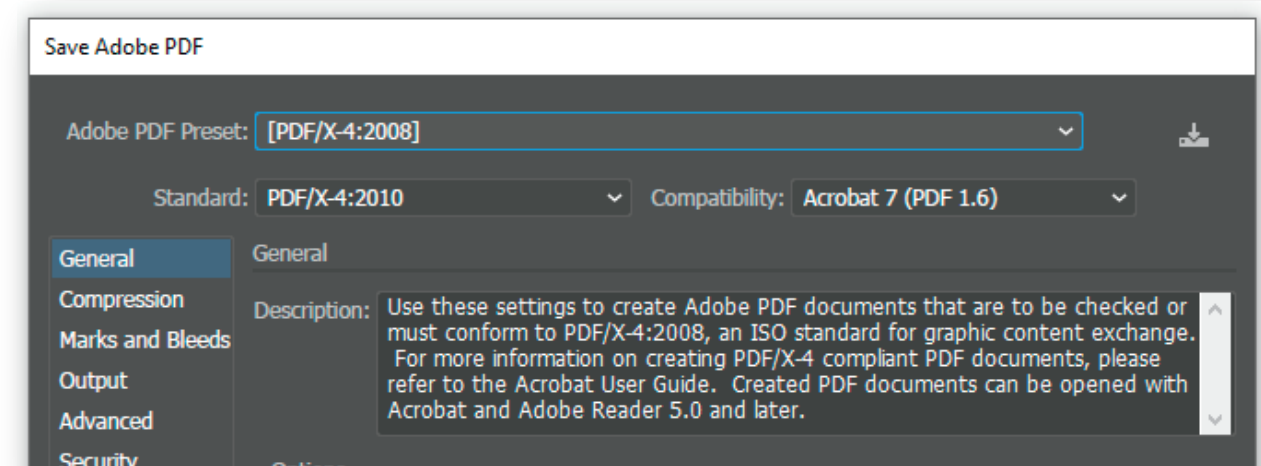 Save Adobe PDF
Adobe PDF Preset: [PDF/X-4:2008]
Standard: PDF/X-4:2010 Compatibility: Acrobat 7 (PDF 1.6)
General
Compression
Marks and Bleeds
Output
Advanced
Security
General
Description: Use these settings to create Adobe PDF documents that are to be checked or
must conform to PDF/X-4:2008, an ISO standard for graphic content exchange.
For more information on creating PDF/X-4 compliant PDF documents, please
refer to the Acrobat User Guide.  Created PDF documents can be opened with
Acrobat and Adobe Reader 5.0 and later.
Options